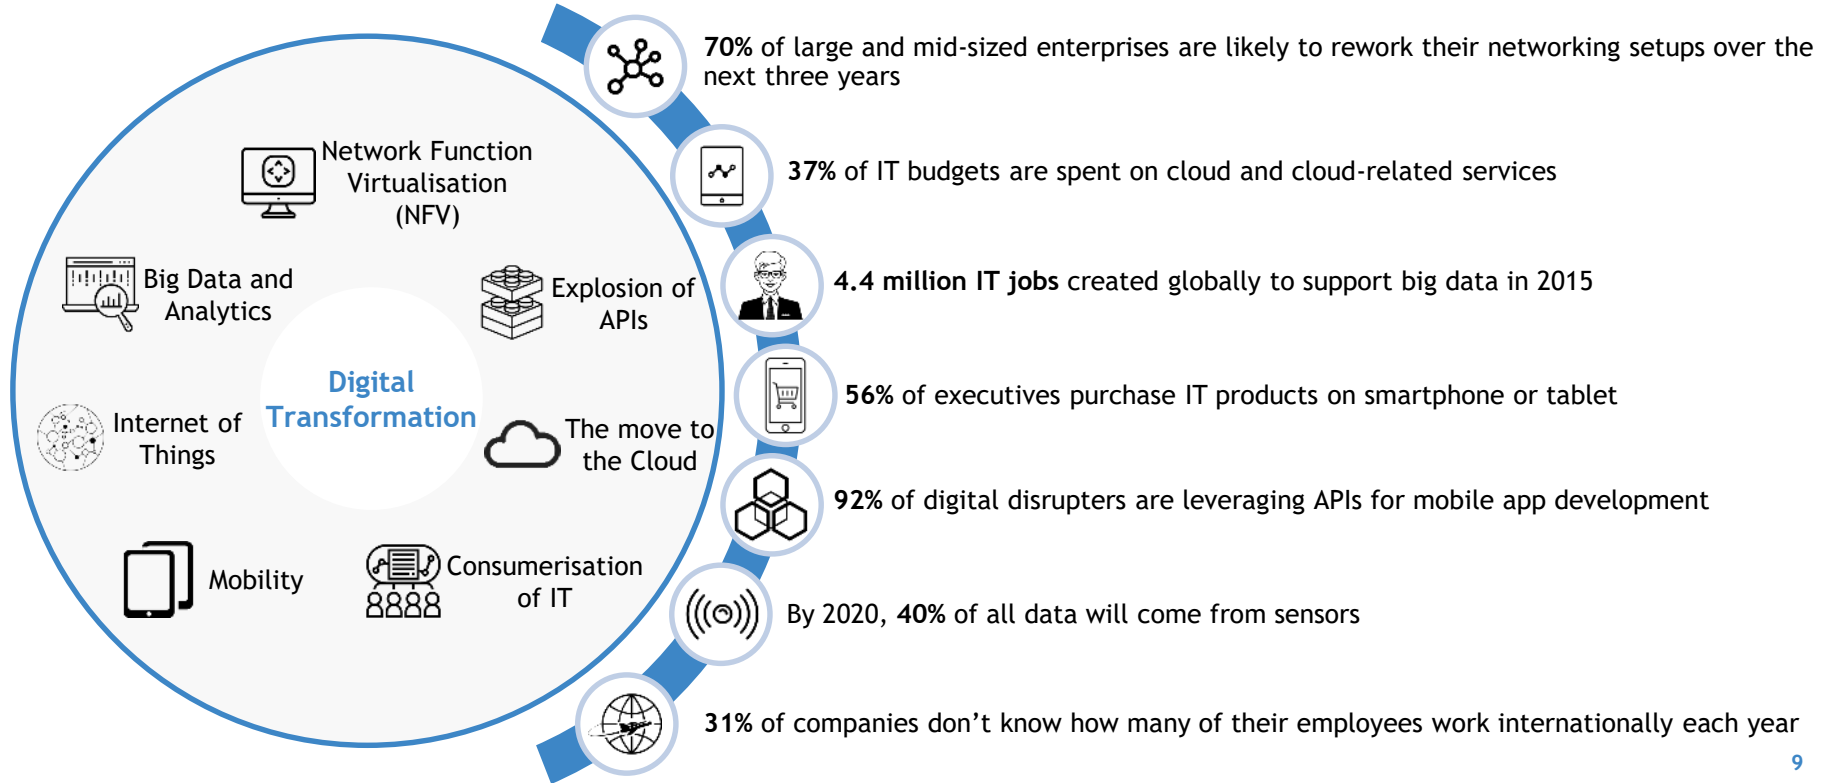 Network Function
Virtualisation
(NFV)
Big Data and
Analytics
Explosion of
APIs
Digital
Transformation
Internet of
Things
The move to
the Cloud
Mobility
Consumerisation
of IT
70% of large and mid-sized enterprises are likely to rework their networking setups over the
next three years
37% of IT budgets are spent on cloud and cloud-related services
4.4 million IT jobs created globally to support big data in 2015
56% of executives purchase IT products on smartphone or tablet
92% of digital disrupters are leveraging APIs for mobile app development
By 2020, 40% of all data will come from sensors
31% of companies don’t know how many of their employees work internationally each year
9